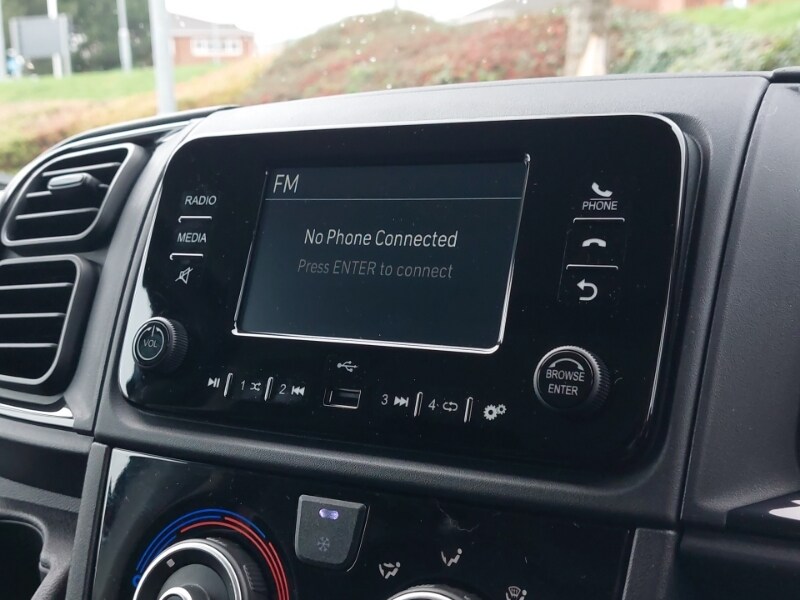 FM
RADIO
MEDIA
No Phone Connected
Press ENTER to connect
PHONE
VOL
1
2
3
4
BROWSE
ENTER